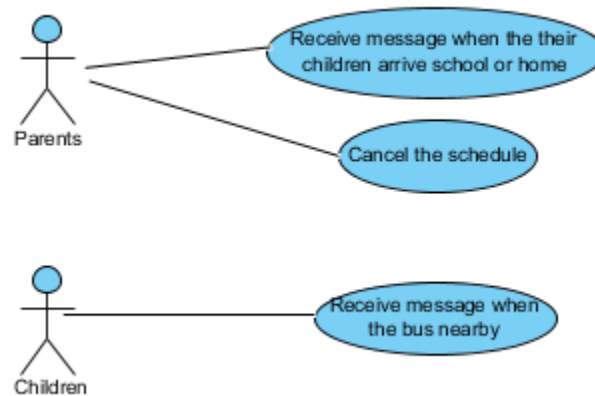 Receive message when the their
children arrive school or home
Parents
Cancel the schedule
Receive message when
the bus nearby
Children